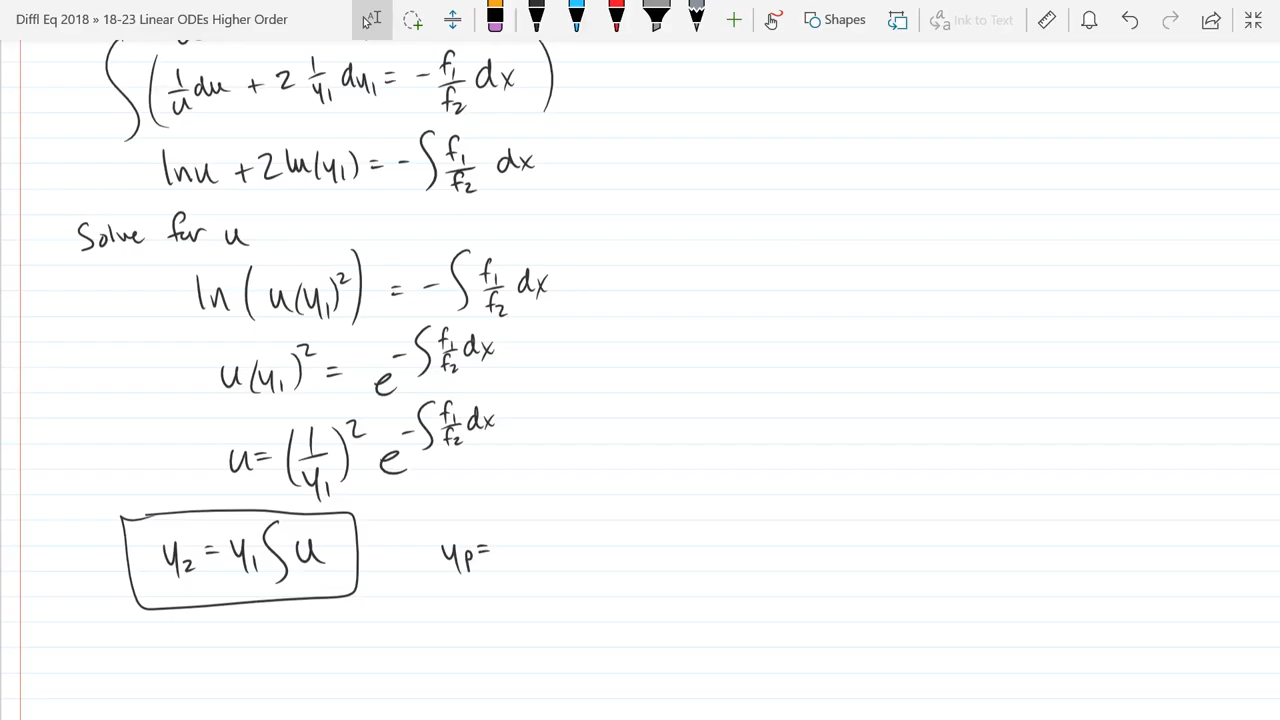 Diffl Eq 2018 » 18-23 Linear ODEs Higher Order
Shapes
Ink to Text
∫(1/u du + 2 1/y₁ dy₁ = - f₁/f₂ dx)
lnu + 2 ln(y₁) = - ∫ f₁/f₂ dx
Solve for u
ln(u(y₁)²) = - ∫ f₁/f₂ dx
u(y₁)² = e^(-∫ f₁/f₂ dx)
u = (1/y₁)² e^(-∫ f₁/f₂ dx)
y₂ = y₁ ∫ u
yp =